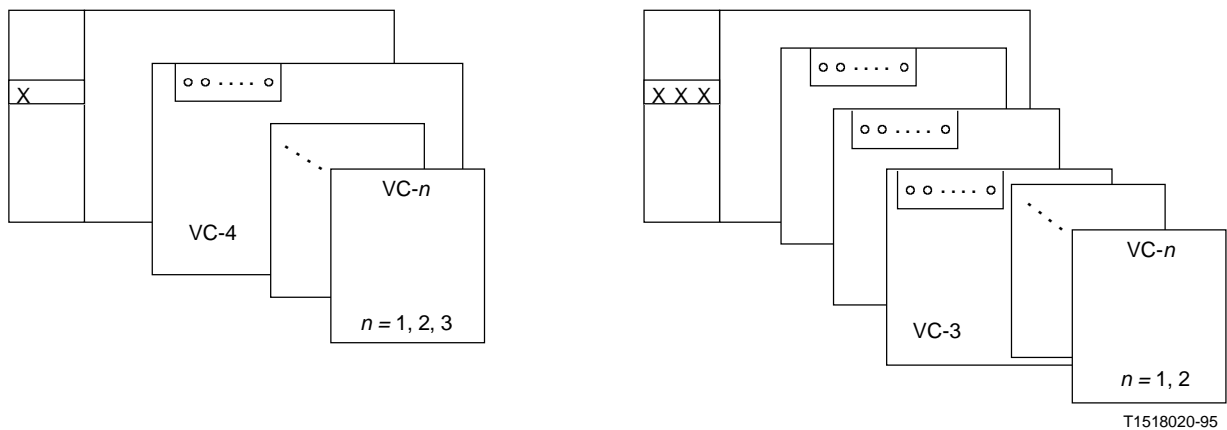 X
VC-n
VC-4
n = 1, 2, 3
X X X
VC-n
VC-3
n = 1, 2
T1518020-95